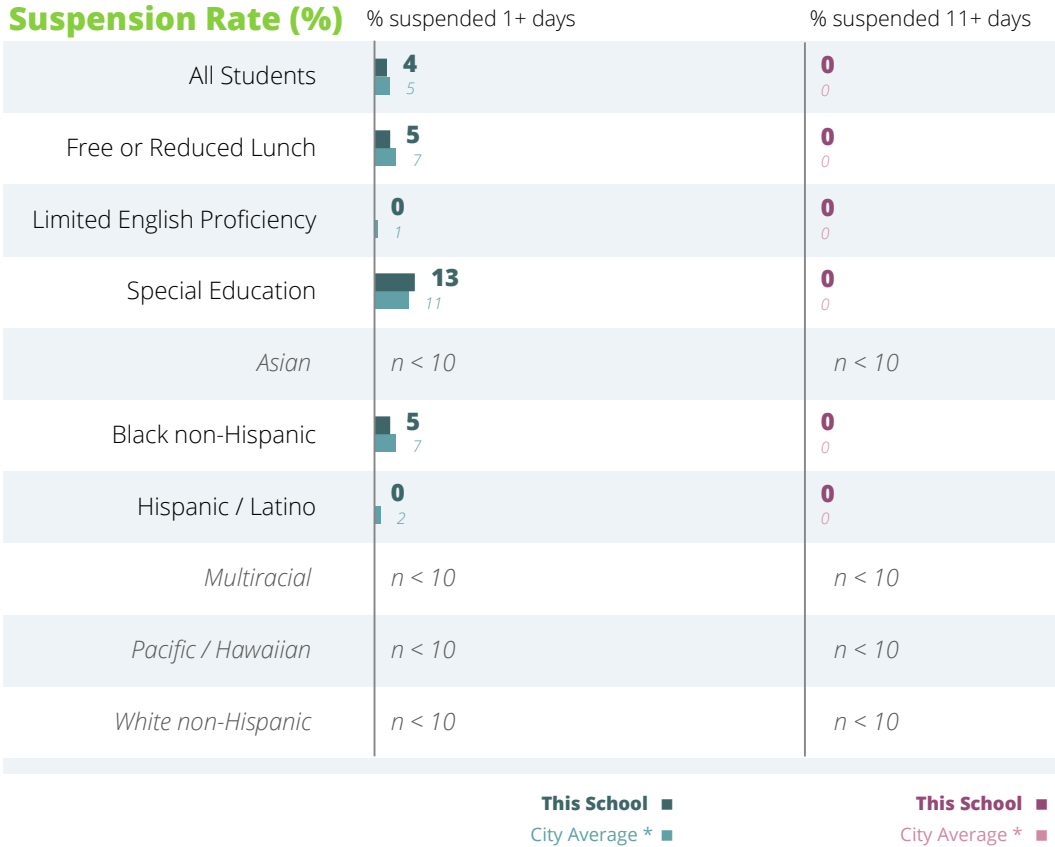 Suspension Rate (%) % suspended 1+ days % suspended 11+ days
All Students 4 0
5 0
Free or Reduced Lunch 5 0
7 0
Limited English Proficiency 0 0
1 0
Special Education 13 0
11 0
Asian n < 10 n < 10
Black non-Hispanic 5 0
7 0
Hispanic / Latino 0 0
2 0
Multiracial n < 10 n < 10
Pacific / Hawaiian n < 10 n < 10
White non-Hispanic n < 10 n < 10
This School This School
City Average * City Average *